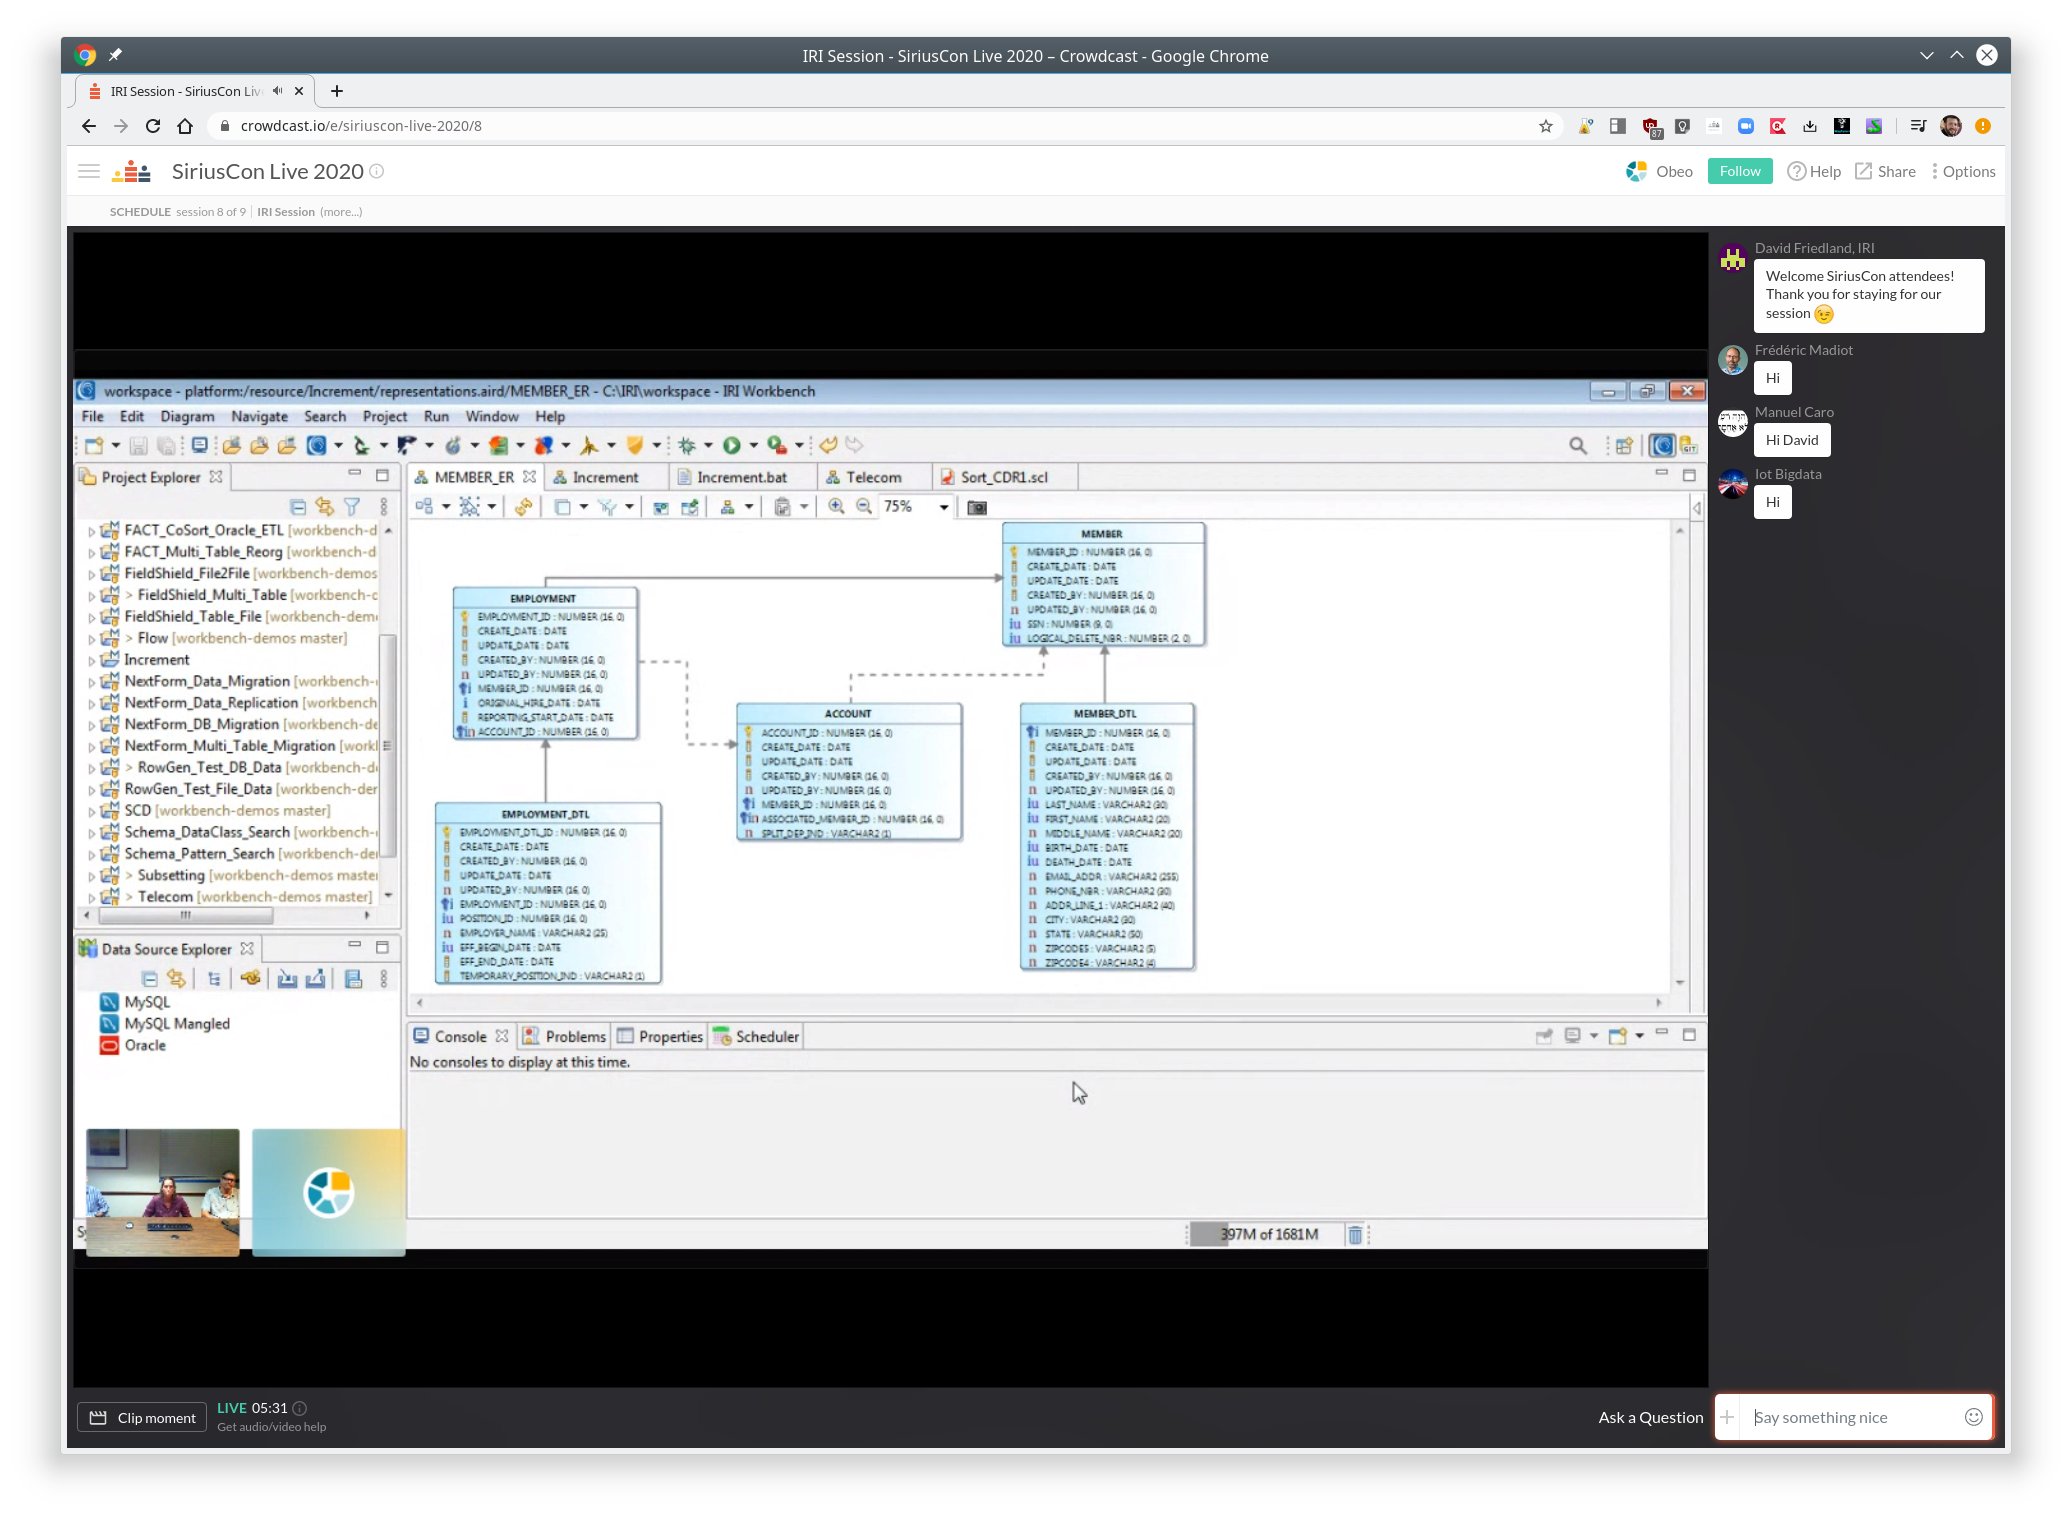 IRI Session - SiriusCon Live 2020 – Crowdcast - Google Chrome
IRI Session - SiriusCon Liv
crowdcast.io/e/siriuscon-live-2020/8
87
SiriusCon Live 2020
Obeo
Follow
Help
Share
Options
SCHEDULE session 8 of 9 | IRI Session (more...)
workspace - platform:/resource/Increment/representations.aird/MEMBER_ER - C:\IRI\workspace - IRI Workbench
File Edit Diagram Navigate Search Project Run Window Help
Project Explorer
FACT_CoSort_Oracle_ETL [workbench-d
FACT_Multi_Table_Reorg [workbench-d
FieldShield_File2File [workbench-demos
> FieldShield_Multi_Table [workbench-c
FieldShield_Table_File [workbench-dem
> Flow [workbench-demos master]
Increment
NextForm_Data_Migration [workbench-
NextForm_Data_Replication [workbench
NextForm_DB_Migration [workbench-de
NextForm_Multi_Table_Migration [workl
> RowGen_Test_DB_Data [workbench-d
RowGen_Test_File_Data [workbench-der
SCD [workbench-demos master]
Schema_DataClass_Search [workbench-
Schema_Pattern_Search [workbench-de
> Subsetting [workbench-demos master
> Telecom [workbench-demos master]
Data Source Explorer
MySQL
MySQL Mangled
Oracle
MEMBER_ER
Increment
Increment.bat
Telecom
Sort_CDR1.scl
75%
MEMBER
MEMBER_ID : NUMBER (16, 0)
CREATE_DATE : DATE
UPDATE_DATE : DATE
CREATED_BY : NUMBER (16, 0)
UPDATED_BY : NUMBER (16, 0)
SSN : NUMBER (9, 0)
LOGICAL_DELETE_NBR : NUMBER (2, 0)
EMPLOYMENT
EMPLOYMENT_ID : NUMBER (16, 0)
CREATE_DATE : DATE
UPDATE_DATE : DATE
CREATED_BY : NUMBER (16, 0)
UPDATED_BY : NUMBER (16, 0)
MEMBER_ID : NUMBER (16, 0)
ORIGINAL_HIRE_DATE : DATE
REPORTING_START_DATE : DATE
ACCOUNT_ID : NUMBER (16, 0)
ACCOUNT
ACCOUNT_ID : NUMBER (16, 0)
CREATE_DATE : DATE
UPDATE_DATE : DATE
CREATED_BY : NUMBER (16, 0)
UPDATED_BY : NUMBER (16, 0)
MEMBER_ID : NUMBER (16, 0)
ASSOCIATED_MEMBER_ID : NUMBER (16, 0)
SPLIT_DEP_IND : VARCHAR2 (1)
MEMBER_DTL
MEMBER_ID : NUMBER (16, 0)
CREATE_DATE : DATE
UPDATE_DATE : DATE
CREATED_BY : NUMBER (16, 0)
UPDATED_BY : NUMBER (16, 0)
LAST_NAME : VARCHAR2 (30)
FIRST_NAME : VARCHAR2 (20)
MIDDLE_NAME : VARCHAR2 (20)
BIRTH_DATE : DATE
DEATH_DATE : DATE
EMAIL_ADDR : VARCHAR2 (255)
PHONE_NBR : VARCHAR2 (30)
ADDR_LINE_1 : VARCHAR2 (40)
CITY : VARCHAR2 (30)
STATE : VARCHAR2 (50)
ZIPCODE5 : VARCHAR2 (5)
ZIPCODE4 : VARCHAR2 (4)
EMPLOYMENT_DTL
EMPLOYMENT_DTL_ID : NUMBER (16, 0)
CREATE_DATE : DATE
CREATED_BY : NUMBER (16, 0)
UPDATE_DATE : DATE
UPDATED_BY : NUMBER (16, 0)
EMPLOYMENT_ID : NUMBER (16, 0)
POSITION_ID : NUMBER (16, 0)
EMPLOYER_NAME : VARCHAR2 (25)
EFF_BEGIN_DATE : DATE
EFF_END_DATE : DATE
TEMPORARY_POSITION_IND : VARCHAR2 (1)
Console
Problems
Properties
Scheduler
No consoles to display at this time.
397M of 1681M
David Friedland, IRI
Welcome SiriusCon attendees!
Thank you for staying for our
session 😉
Frédéric Madiot
Hi
Manuel Caro
Hi David
Iot Bigdata
Hi
Clip moment
LIVE 05:31
Get audio/video help
Ask a Question
Say something nice